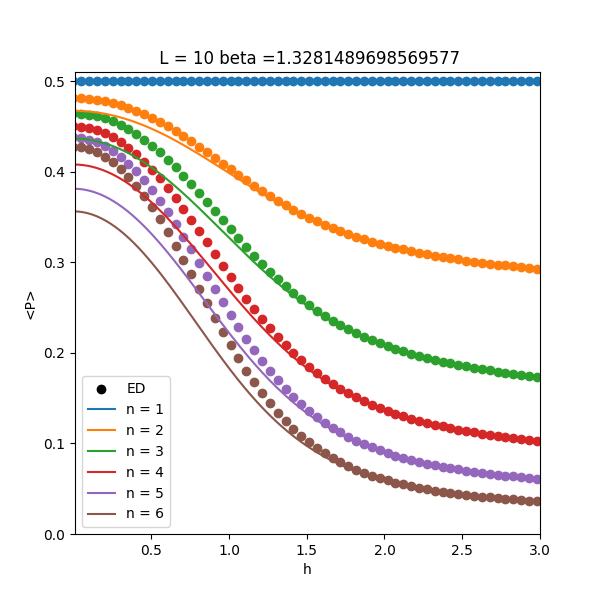 L = 10 beta =1.3281489698569577
<P>
0.5
0.4
0.3
0.2
0.1
0.0
ED
n = 1
n = 2
n = 3
n = 4
n = 5
n = 6
0.5
1.0
1.5
2.0
2.5
3.0
h